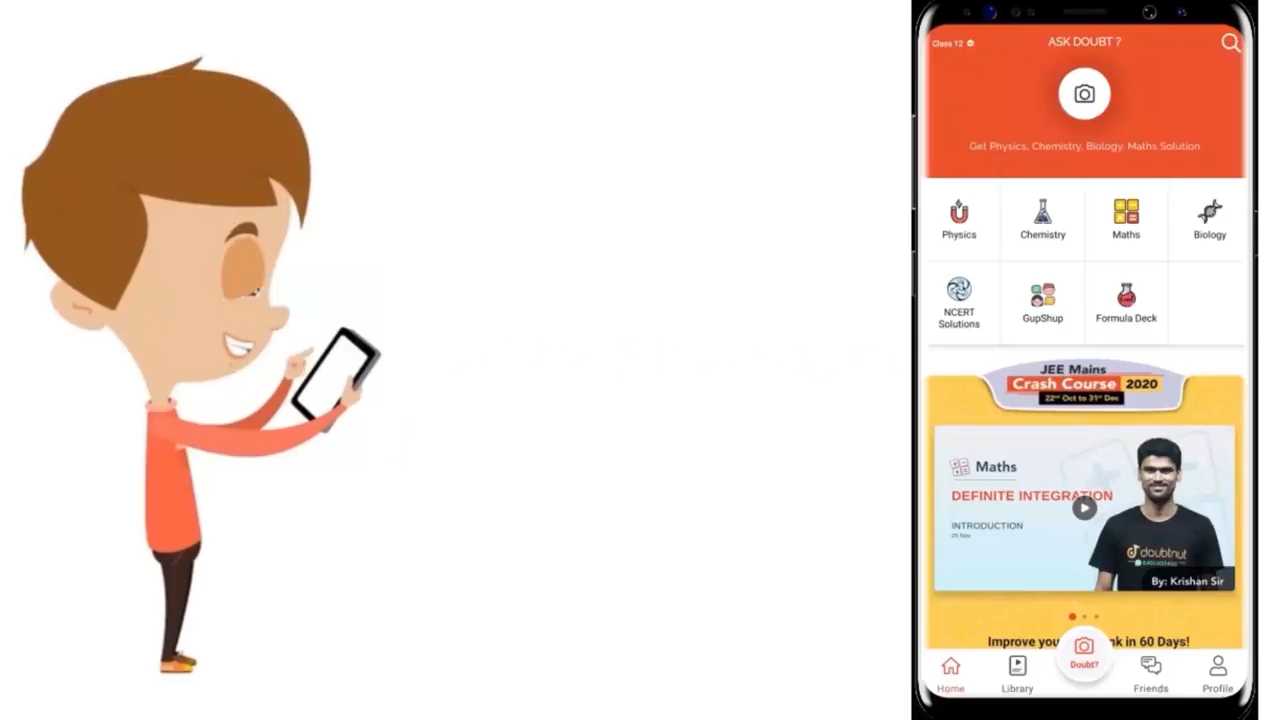 Class 12
ASK DOUBT ?
Get Physics, Chemistry, Biology, Maths Solution
Physics
Chemistry
Maths
Biology
NCERT
Solutions
GupShup
Formula Deck
JEE Mains
Crash Course 2020
22nd Oct to 31st Dec
Maths
DEFINITE INTEGRATION
INTRODUCTION
doubtnut
By: Krishan Sir
Improve you nk in 60 Days!
Doubt?
Home
Library
Friends
Profile